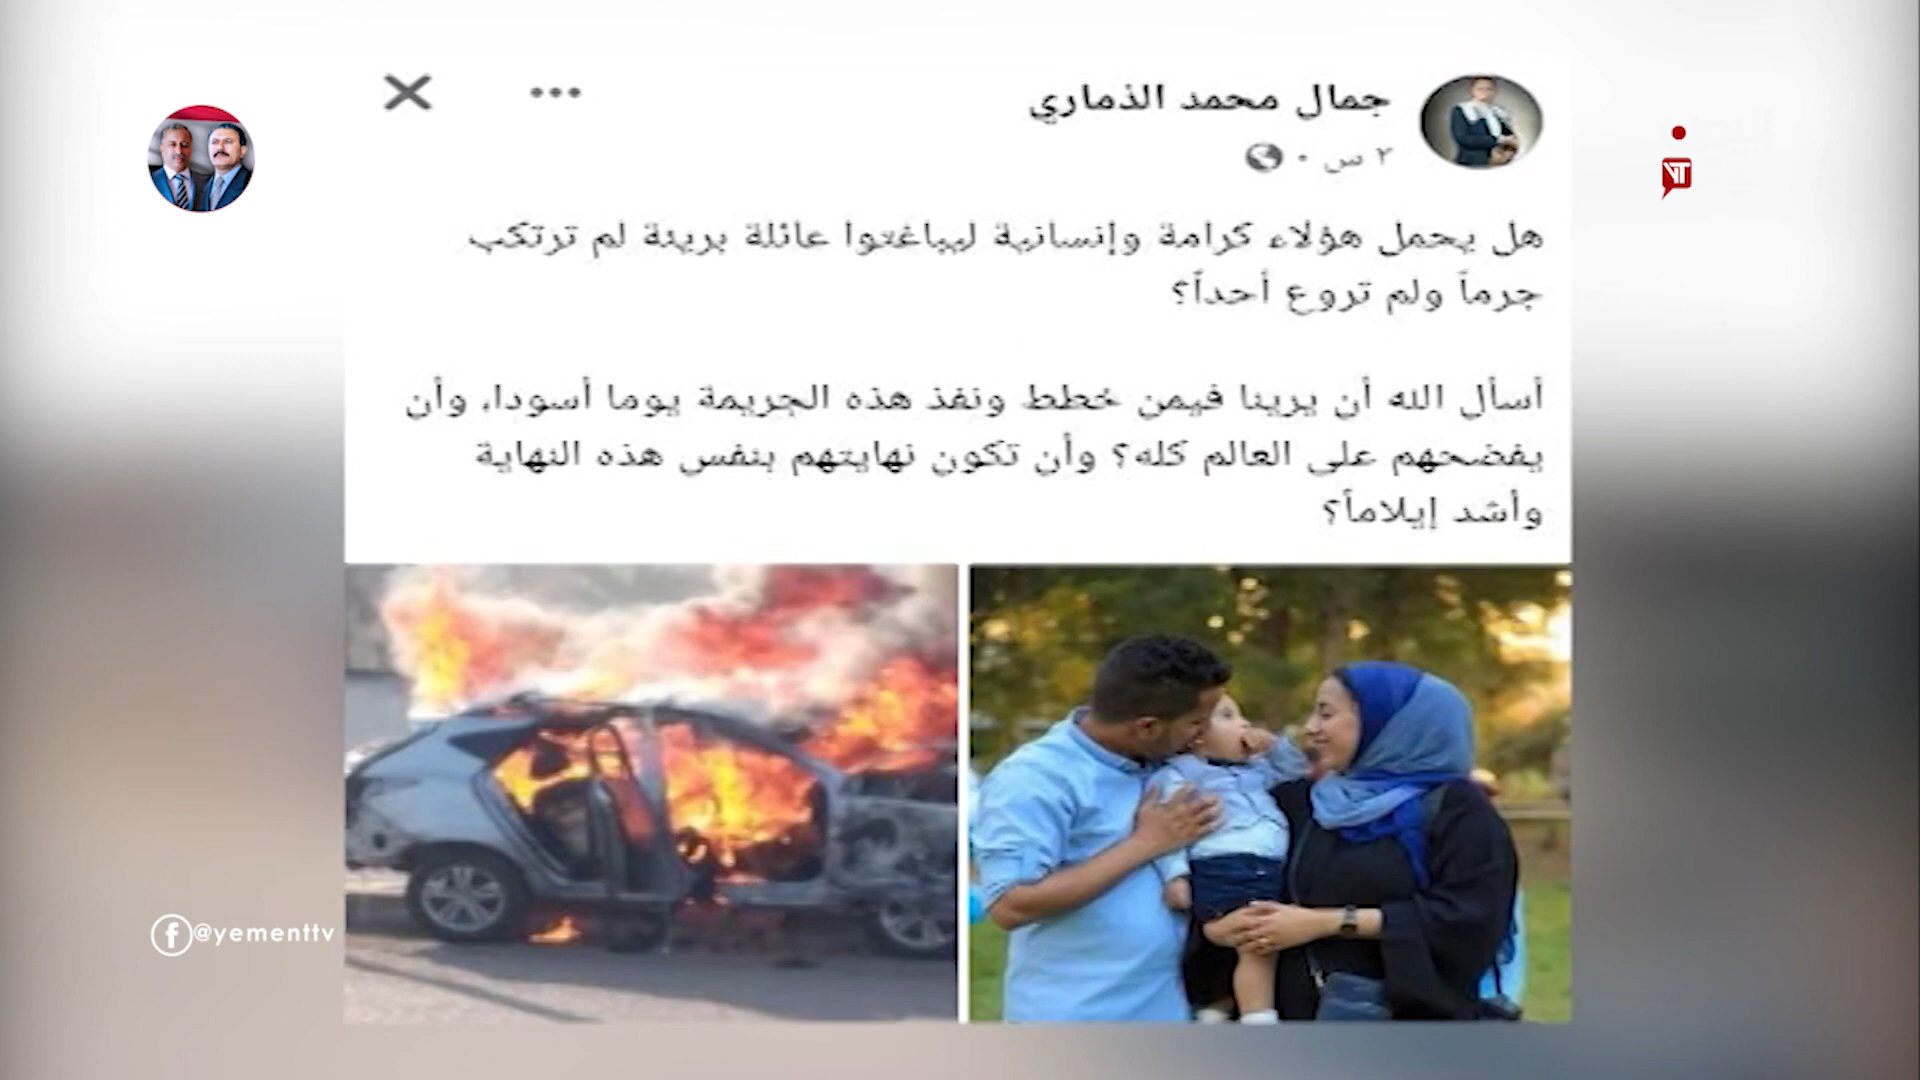 جمال محمد الذماري
٢ س
هل يحمل هؤلاء كرامة وإنسانية ليباغتوا عائلة بريئة لم ترتكب
جرماً ولم تروع أحداً؟
أسأل الله أن يرينا فيمن خطط ونفذ هذه الجريمة يوما أسودا، وأن
يفضحهم على العالم كله؟ وأن تكون نهايتهم بنفس هذه النهاية
وأشد إيلاماً؟
@yementtv
YT